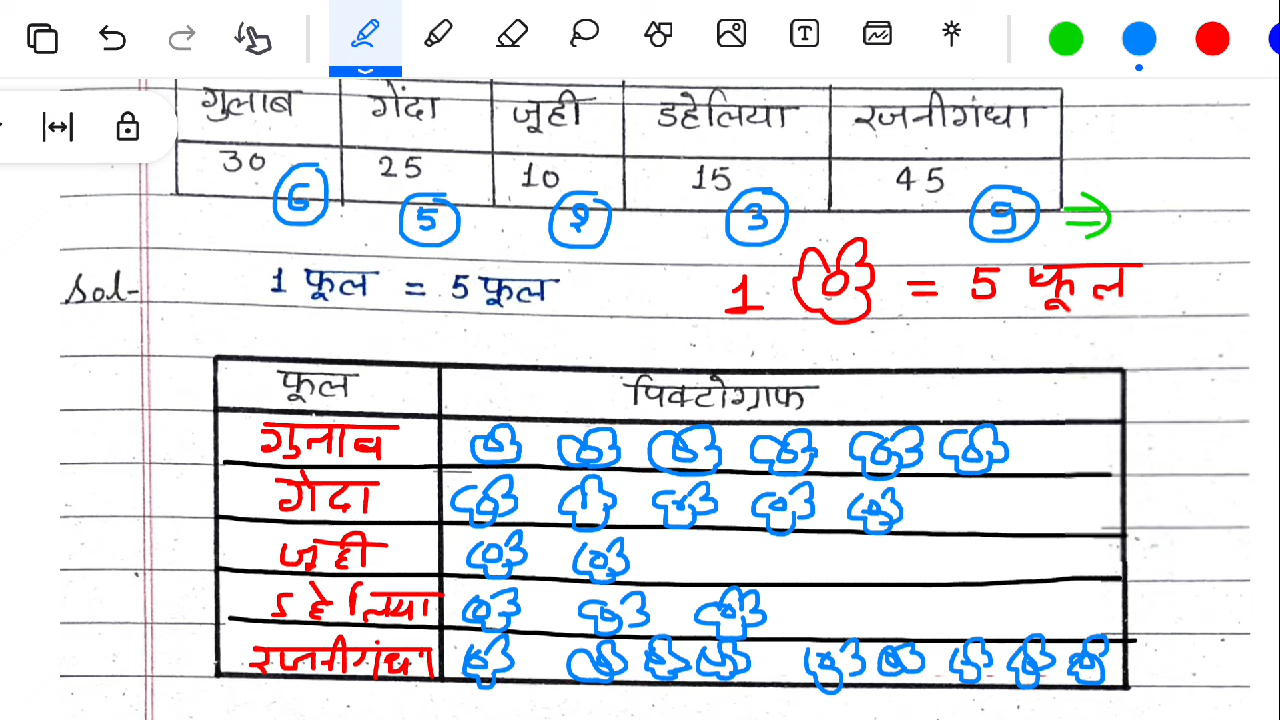 गुलाब गेंदा जूही डहेलिया रजनीगंधा
30 25 10 15 45
6 5 2 3 9 ⇒
Sol- 1 फूल = 5 फूल 1 = 5 फूल
फूल पिक्टोग्राफ
गुलाब
गेंदा
जूही
डहेलिया
रजनीगंधा